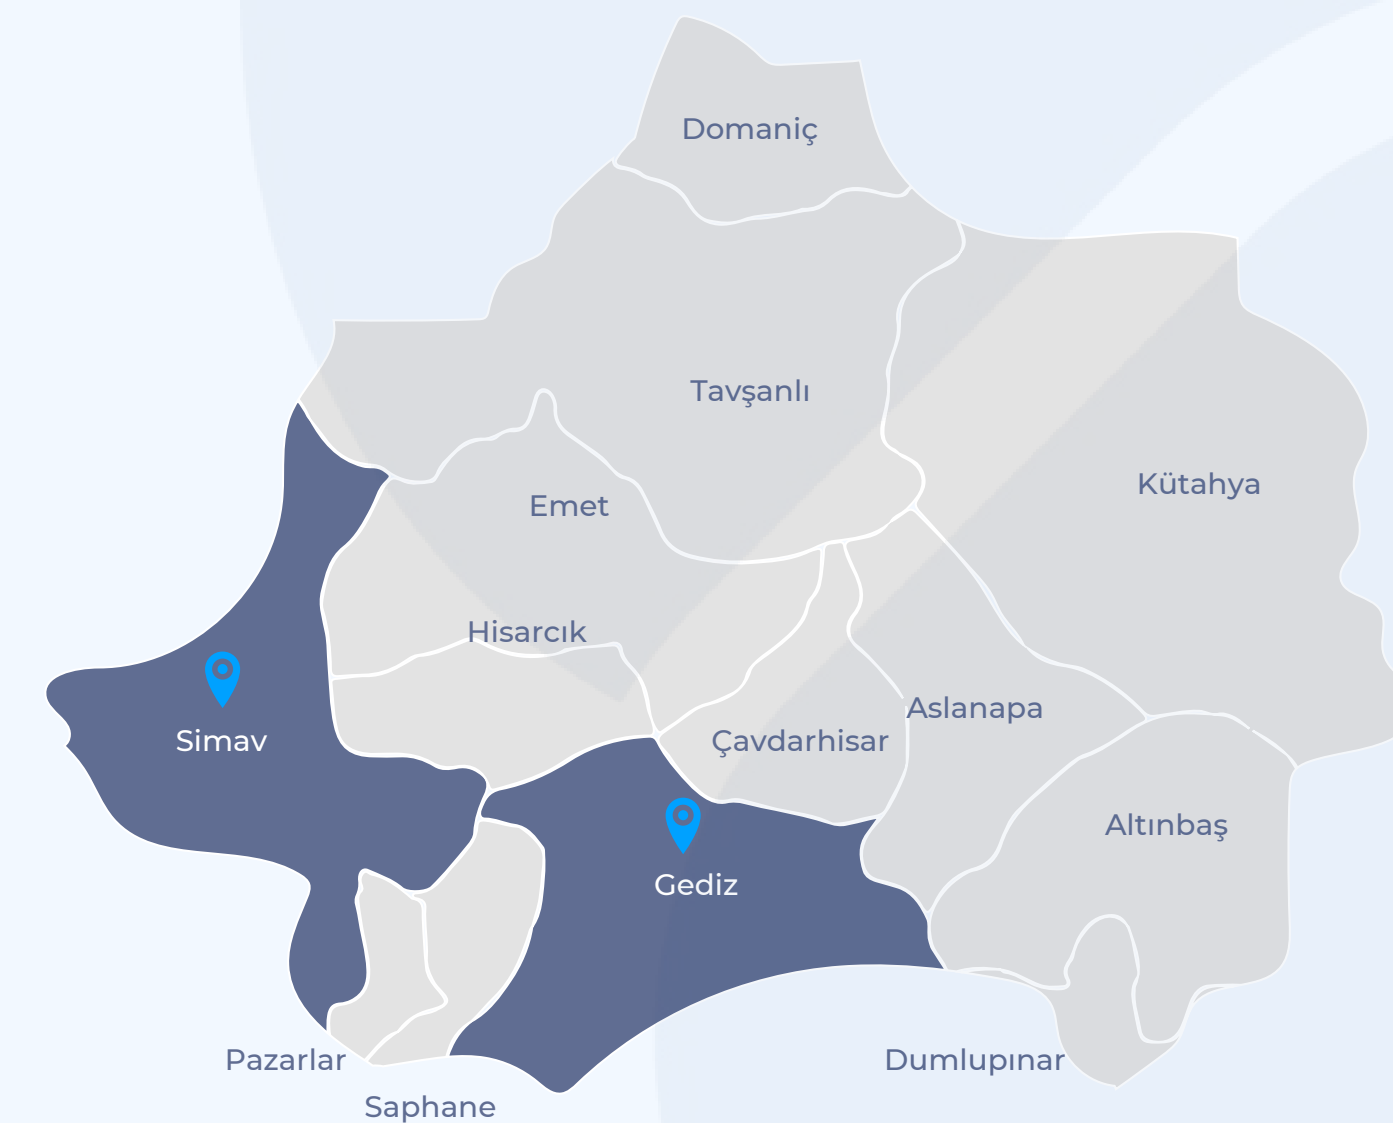 Domaniç
Tavşanlı
Kütahya
Emet
Hisarcık
Aslanapa
Simav
Çavdarhisar
Altınbaş
Gediz
Pazarlar
Dumlupınar
Saphane